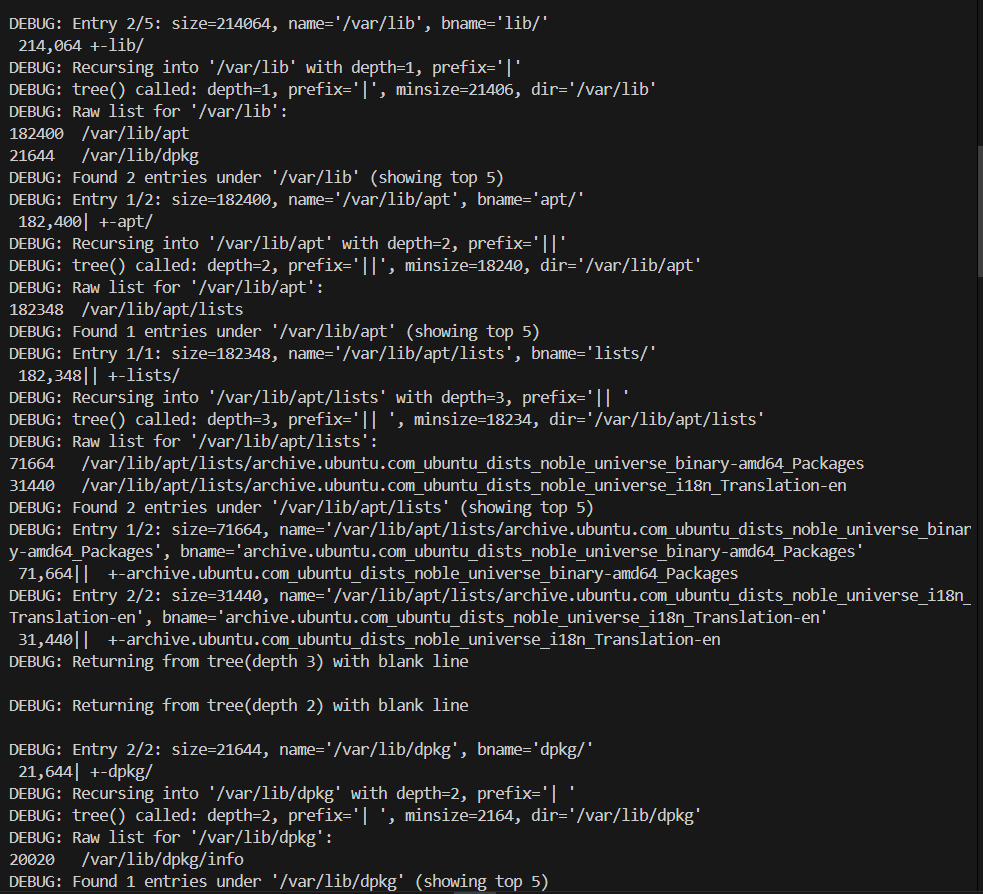 DEBUG: Entry 2/5: size=214064, name='/var/lib', bname='lib/'
 214,064 +-lib/
DEBUG: Recursing into '/var/lib' with depth=1, prefix='|'
DEBUG: tree() called: depth=1, prefix='|', minsize=21406, dir='/var/lib'
DEBUG: Raw list for '/var/lib':
182400  /var/lib/apt
21644   /var/lib/dpkg
DEBUG: Found 2 entries under '/var/lib' (showing top 5)
DEBUG: Entry 1/2: size=182400, name='/var/lib/apt', bname='apt/'
 182,400| +-apt/
DEBUG: Recursing into '/var/lib/apt' with depth=2, prefix='||'
DEBUG: tree() called: depth=2, prefix='||', minsize=18240, dir='/var/lib/apt'
DEBUG: Raw list for '/var/lib/apt':
182348  /var/lib/apt/lists
DEBUG: Found 1 entries under '/var/lib/apt' (showing top 5)
DEBUG: Entry 1/1: size=182348, name='/var/lib/apt/lists', bname='lists/'
 182,348|| +-lists/
DEBUG: Recursing into '/var/lib/apt/lists' with depth=3, prefix='|| '
DEBUG: tree() called: depth=3, prefix='|| ', minsize=18234, dir='/var/lib/apt/lists'
DEBUG: Raw list for '/var/lib/apt/lists':
71664   /var/lib/apt/lists/archive.ubuntu.com_ubuntu_dists_noble_universe_binary-amd64_Packages
31440   /var/lib/apt/lists/archive.ubuntu.com_ubuntu_dists_noble_universe_i18n_Translation-en
DEBUG: Found 2 entries under '/var/lib/apt/lists' (showing top 5)
DEBUG: Entry 1/2: size=71664, name='/var/lib/apt/lists/archive.ubuntu.com_ubuntu_dists_noble_universe_binar
y-amd64_Packages', bname='archive.ubuntu.com_ubuntu_dists_noble_universe_binary-amd64_Packages'
 71,664||  +-archive.ubuntu.com_ubuntu_dists_noble_universe_binary-amd64_Packages
DEBUG: Entry 2/2: size=31440, name='/var/lib/apt/lists/archive.ubuntu.com_ubuntu_dists_noble_universe_i18n_
Translation-en', bname='archive.ubuntu.com_ubuntu_dists_noble_universe_i18n_Translation-en'
 31,440||  +-archive.ubuntu.com_ubuntu_dists_noble_universe_i18n_Translation-en
DEBUG: Returning from tree(depth 3) with blank line

DEBUG: Returning from tree(depth 2) with blank line

DEBUG: Entry 2/2: size=21644, name='/var/lib/dpkg', bname='dpkg/'
 21,644| +-dpkg/
DEBUG: Recursing into '/var/lib/dpkg' with depth=2, prefix='| '
DEBUG: tree() called: depth=2, prefix='| ', minsize=2164, dir='/var/lib/dpkg'
DEBUG: Raw list for '/var/lib/dpkg':
20020   /var/lib/dpkg/info
DEBUG: Found 1 entries under '/var/lib/dpkg' (showing top 5)